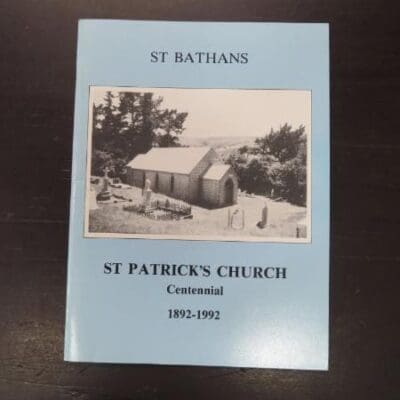 ST BATHANS
ST PATRICK'S CHURCH
Centennial
1892-1992